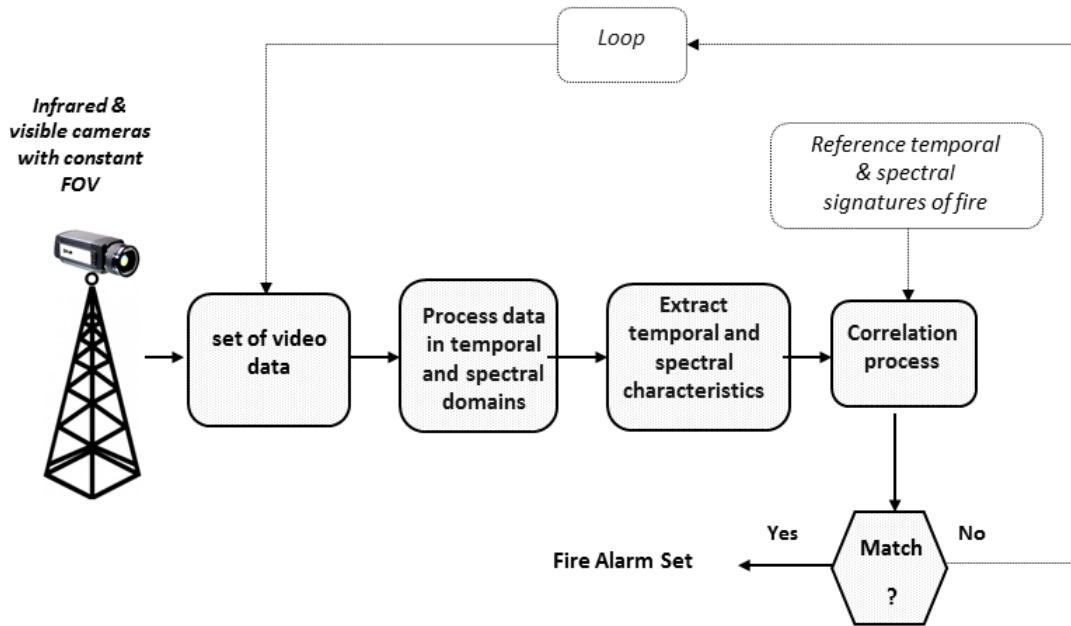 Loop
Infrared &
visible cameras
with constant
FOV
Reference temporal
& spectral
signatures of fire
set of video
data
Process data
in temporal
and spectral
domains
Extract
temporal and
spectral
characteristics
Correlation
process
Yes
No
Fire Alarm Set
Match
?